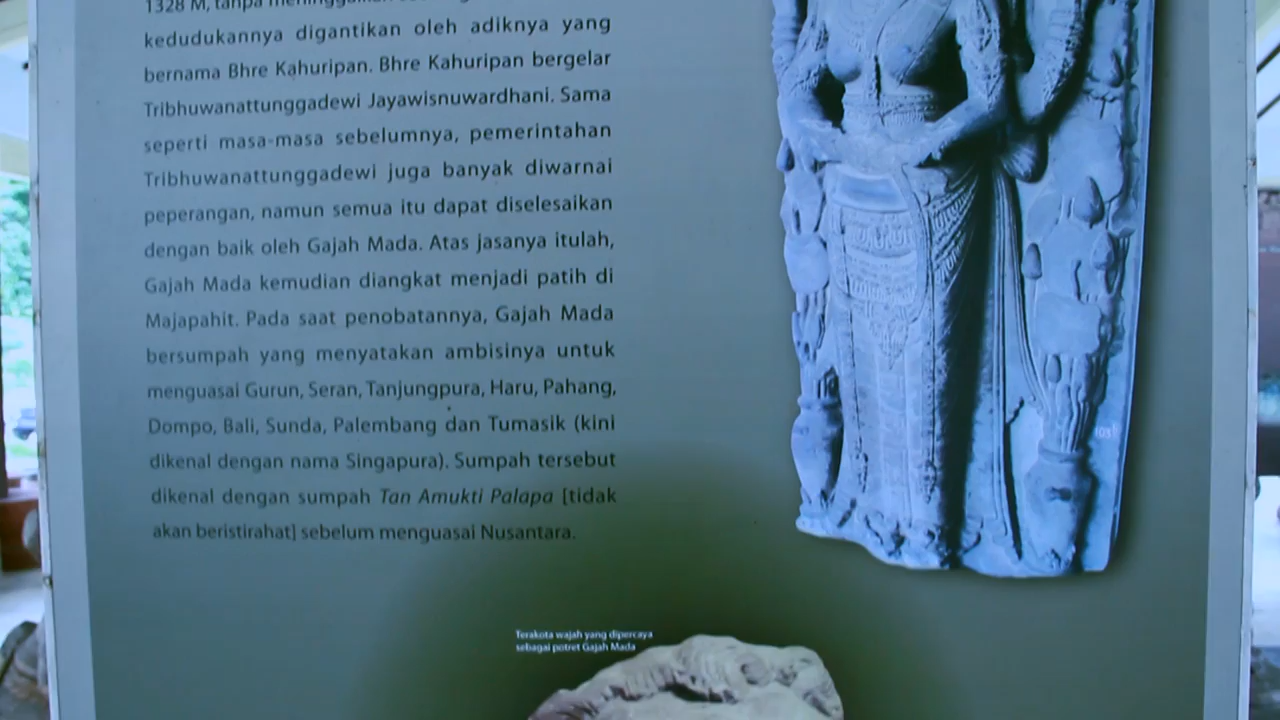 1328 M, tanpa
kedudukannya digantikan oleh adiknya yang
bernama Bhre Kahuripan. Bhre Kahuripan bergelar
Tribhuwanattunggadewi Jayawisnuwardhani. Sama
seperti masa-masa sebelumnya, pemerintahan
Tribhuwanattunggadewi juga banyak diwarnai
peperangan, namun semua itu dapat diselesaikan
dengan baik oleh Gajah Mada. Atas jasanya itulah,
Gajah Mada kemudian diangkat menjadi patih di
Majapahit. Pada saat penobatannya, Gajah Mada
bersumpah yang menyatakan ambisinya untuk
menguasai Gurun, Seran, Tanjungpura, Haru, Pahang,
Dompo, Bali, Sunda, Palembang dan Tumasik (kini
dikenal dengan nama Singapura). Sumpah tersebut
dikenal dengan sumpah Tan Amukti Palapa [tidak
akan beristirahat] sebelum menguasai Nusantara.
Terakota wajah yang dipercaya
sebagai potret Gajah Mada